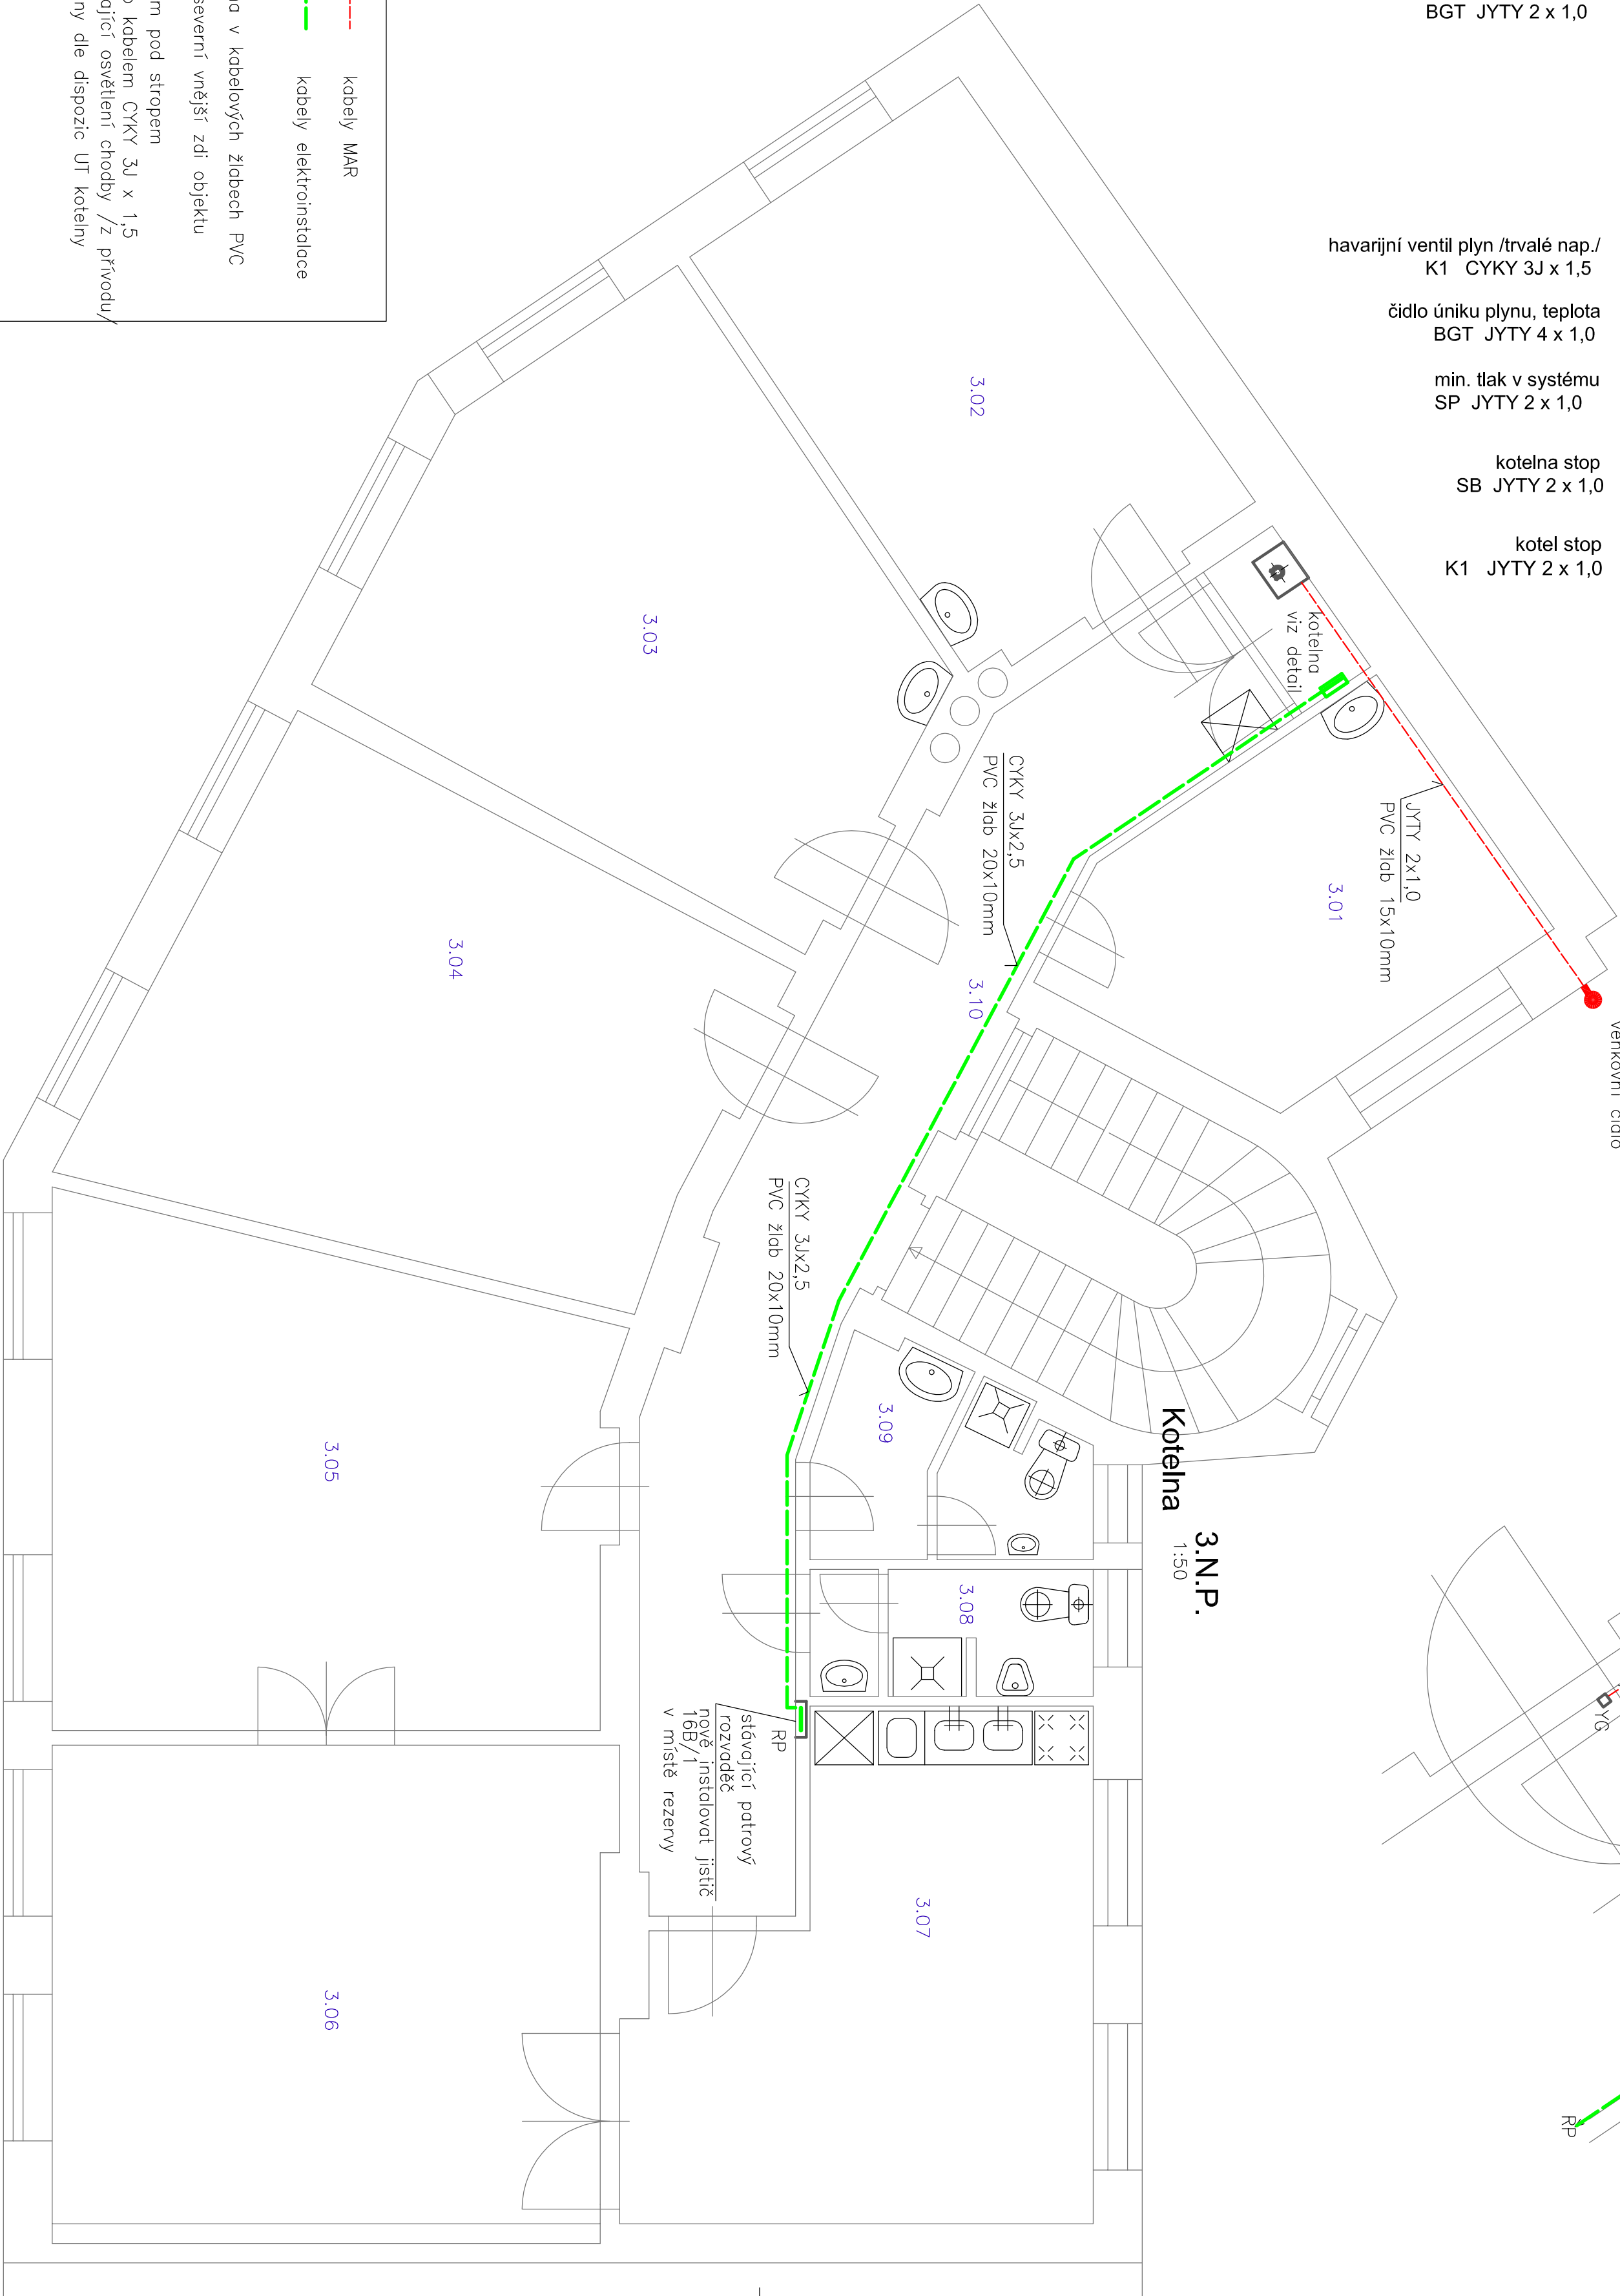 BGT JYTY 2 x 1,0
havarijní ventil plyn /trvalé nap./
K1 CYKY 3J x 1,5
čidlo úniku plynu, teplota
BGT JYTY 4 x 1,0
min. tlak v systému
SP JYTY 2 x 1,0
kotelna stop
SB JYTY 2 x 1,0
kotel stop
K1 JYTY 2 x 1,0
kabely MAR
kabely elektroinstalace
v kabelových žlabech PVC
severní vnější zdi objektu
pod stropem
kabelem CYKY 3J x 1,5
osvětlení chodby /z přívodu/
dle dispozic UT kotelny
3.02
3.03
kotelna
viz detail
JYTY 2x1,0
PVC žlab 15x10mm
3.01
CYKY 3Jx2,5
PVC žlab 20x10mm
3.10
3.04
venkovní čidlo
CYKY 3Jx2,5
PVC žlab 20x10mm
3.09
3.05
Kotelna
3.N.P.
1:50
3.08
RP
stávající patrový
rozvaděč
nově instalovat jistič
16B/1
v místě rezervy
3.07
3.06
YG
RP